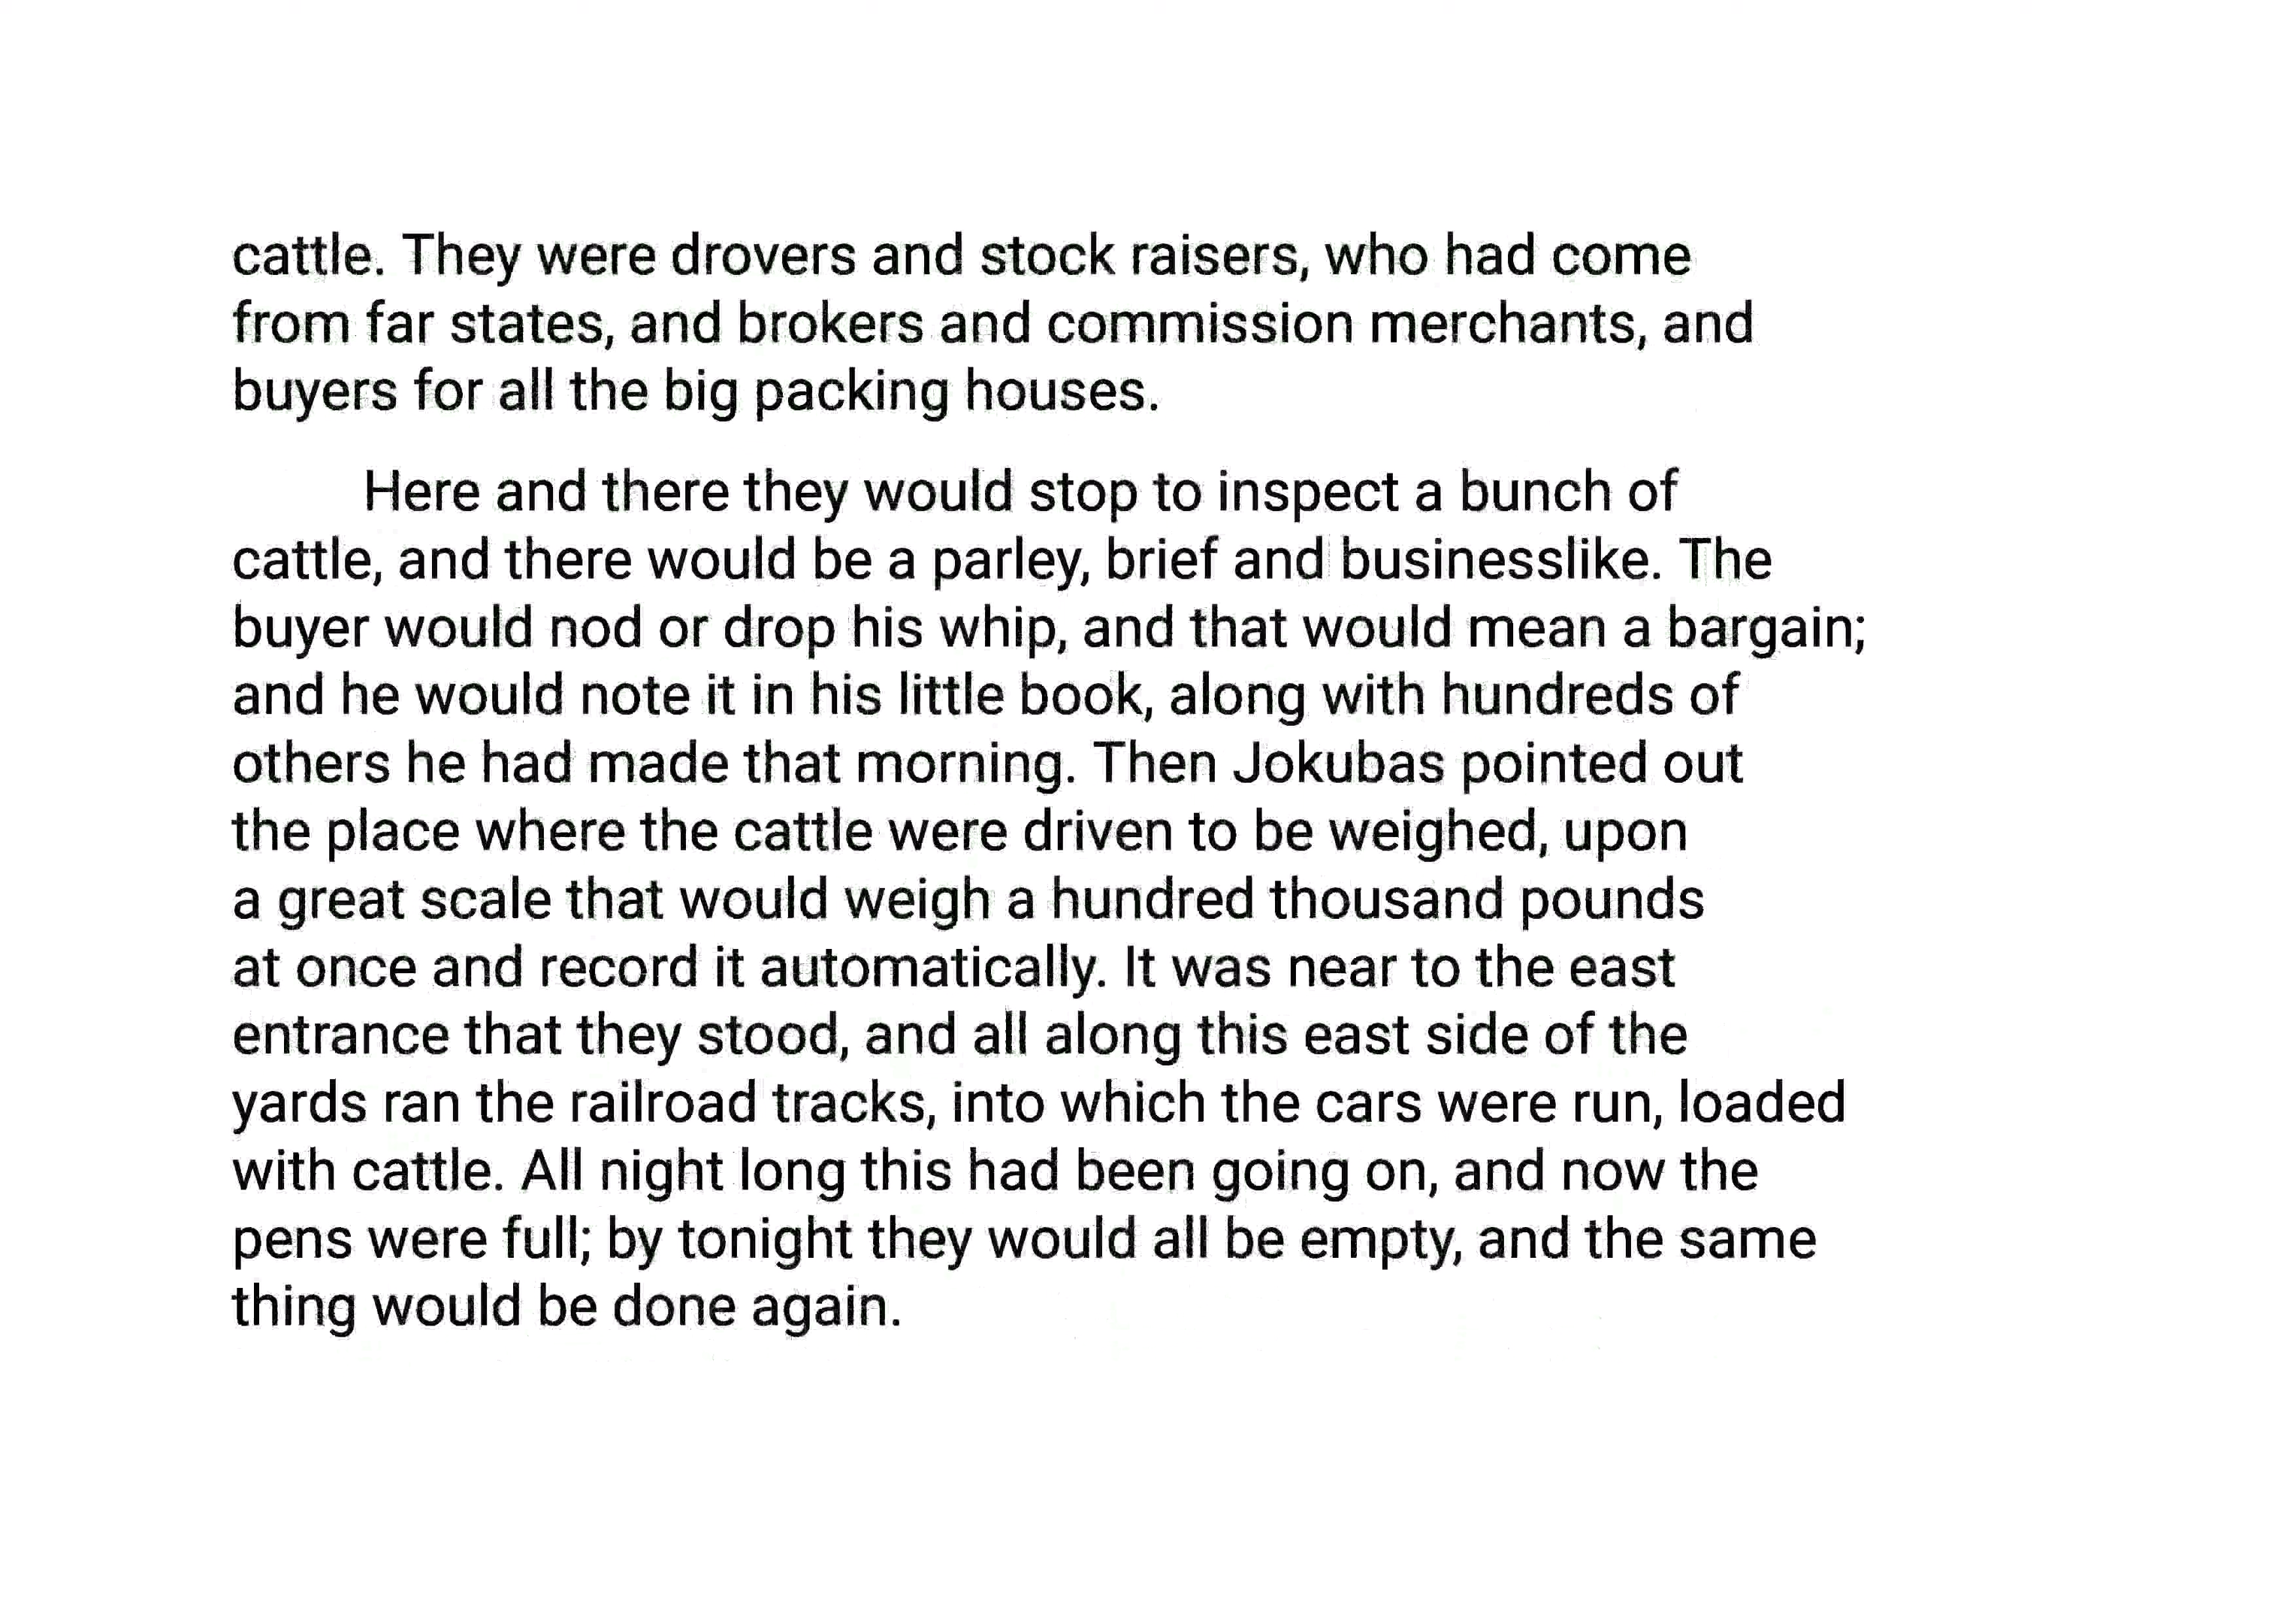 cattle. They were drovers and stock raisers, who had come
from far states, and brokers and commission merchants, and
buyers for all the big packing houses.
Here and there they would stop to inspect a bunch of
cattle, and there would be a parley, brief and businesslike. The
buyer would nod or drop his whip, and that would mean a bargain;
and he would note it in his little book, along with hundreds of
others he had made that morning. Then Jokubas pointed out
the place where the cattle were driven to be weighed, upon
a great scale that would weigh a hundred thousand pounds
at once and record it automatically. It was near to the east
entrance that they stood, and all along this east side of the
yards ran the railroad tracks, into which the cars were run, loaded
with cattle. All night long this had been going on, and now the
pens were full; by tonight they would all be empty, and the same
thing would be done again.